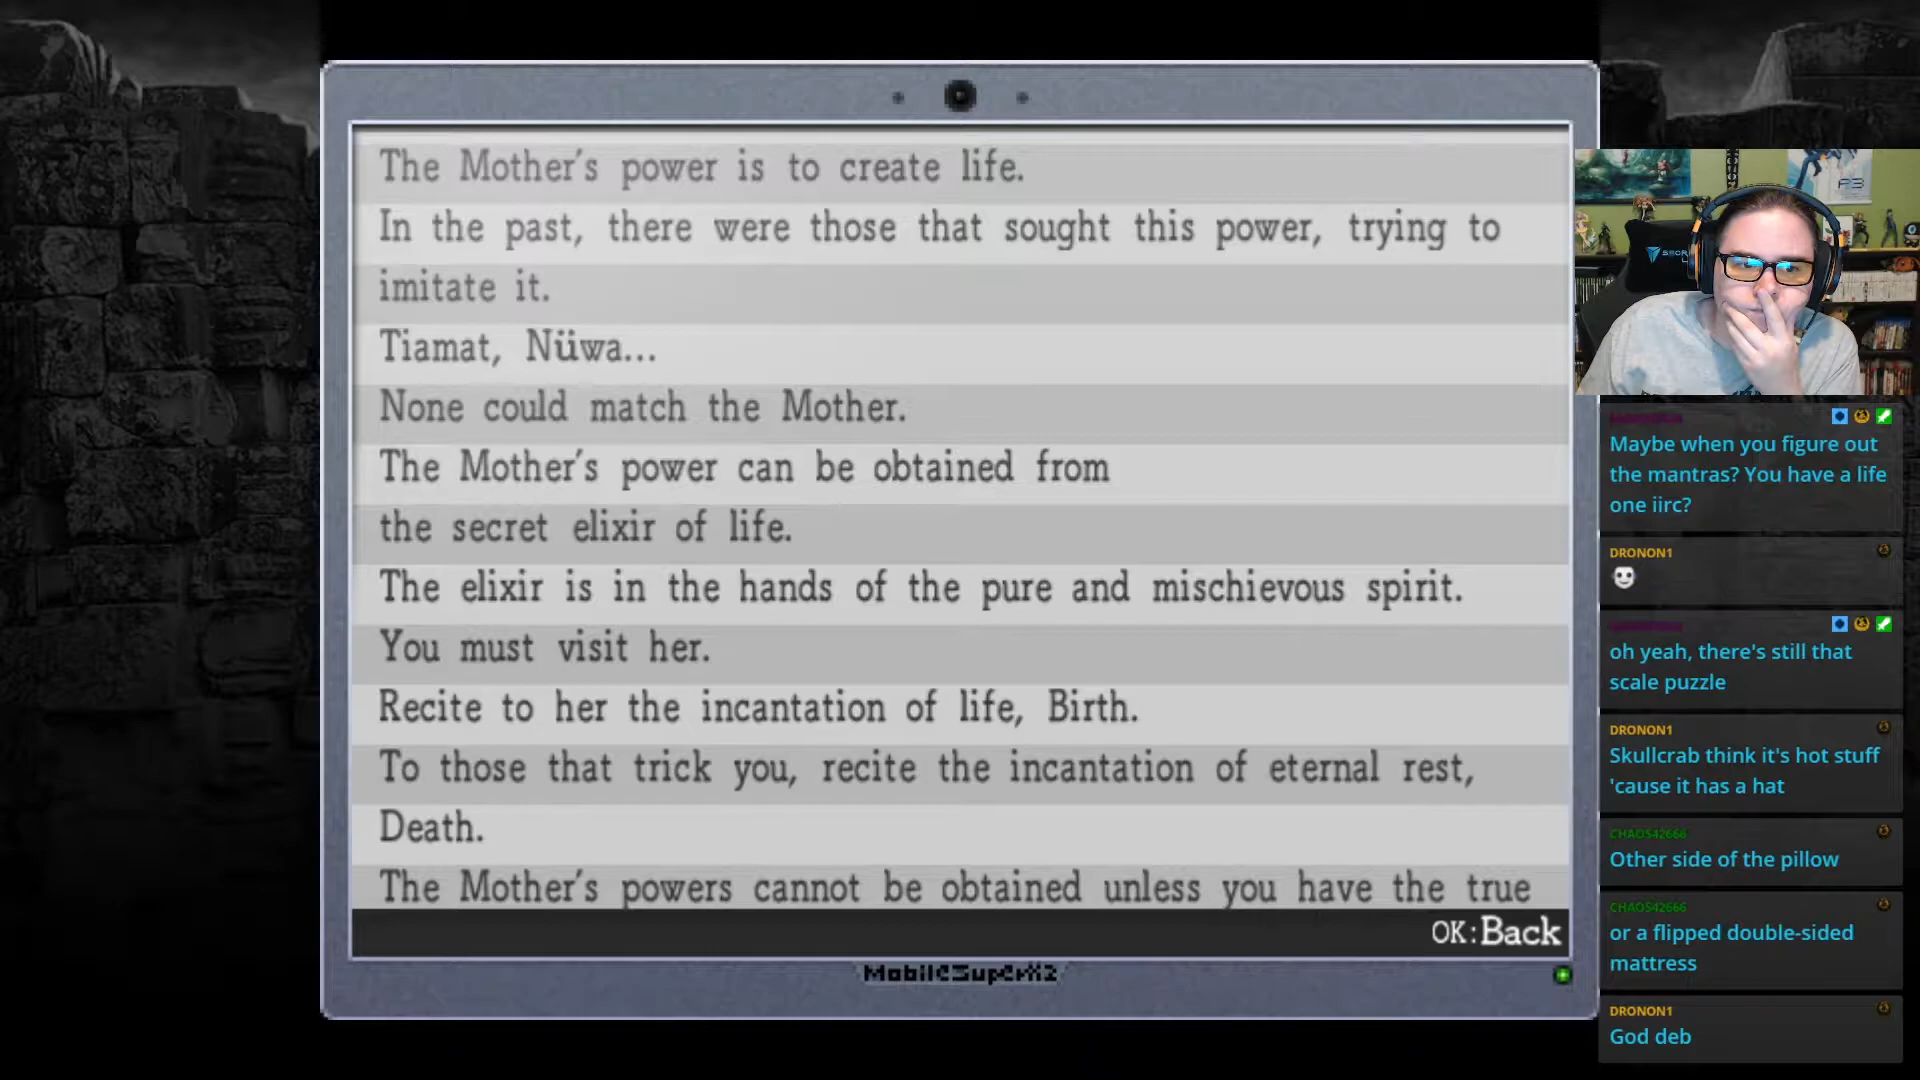 The Mother's power is to create life.
In the past, there were those that sought this power, trying to
imitate it.
Tiamat, Nüwa...
None could match the Mother.
The Mother's power can be obtained from
the secret elixir of life.
The elixir is in the hands of the pure and mischievous spirit.
You must visit her.
Recite to her the incantation of life, Birth.
To those that trick you, recite the incantation of eternal rest,
Death.
The Mother's powers cannot be obtained unless you have the true
OK:Back
MobileSuperX2
P3
Maybe when you figure out
the mantras? You have a life
one iirc?
DRONON1
oh yeah, there's still that
scale puzzle
DRONON1
Skullcrab think it's hot stuff
'cause it has a hat
CHAOS42666
Other side of the pillow
CHAOS42666
or a flipped double-sided
mattress
DRONON1
God deb